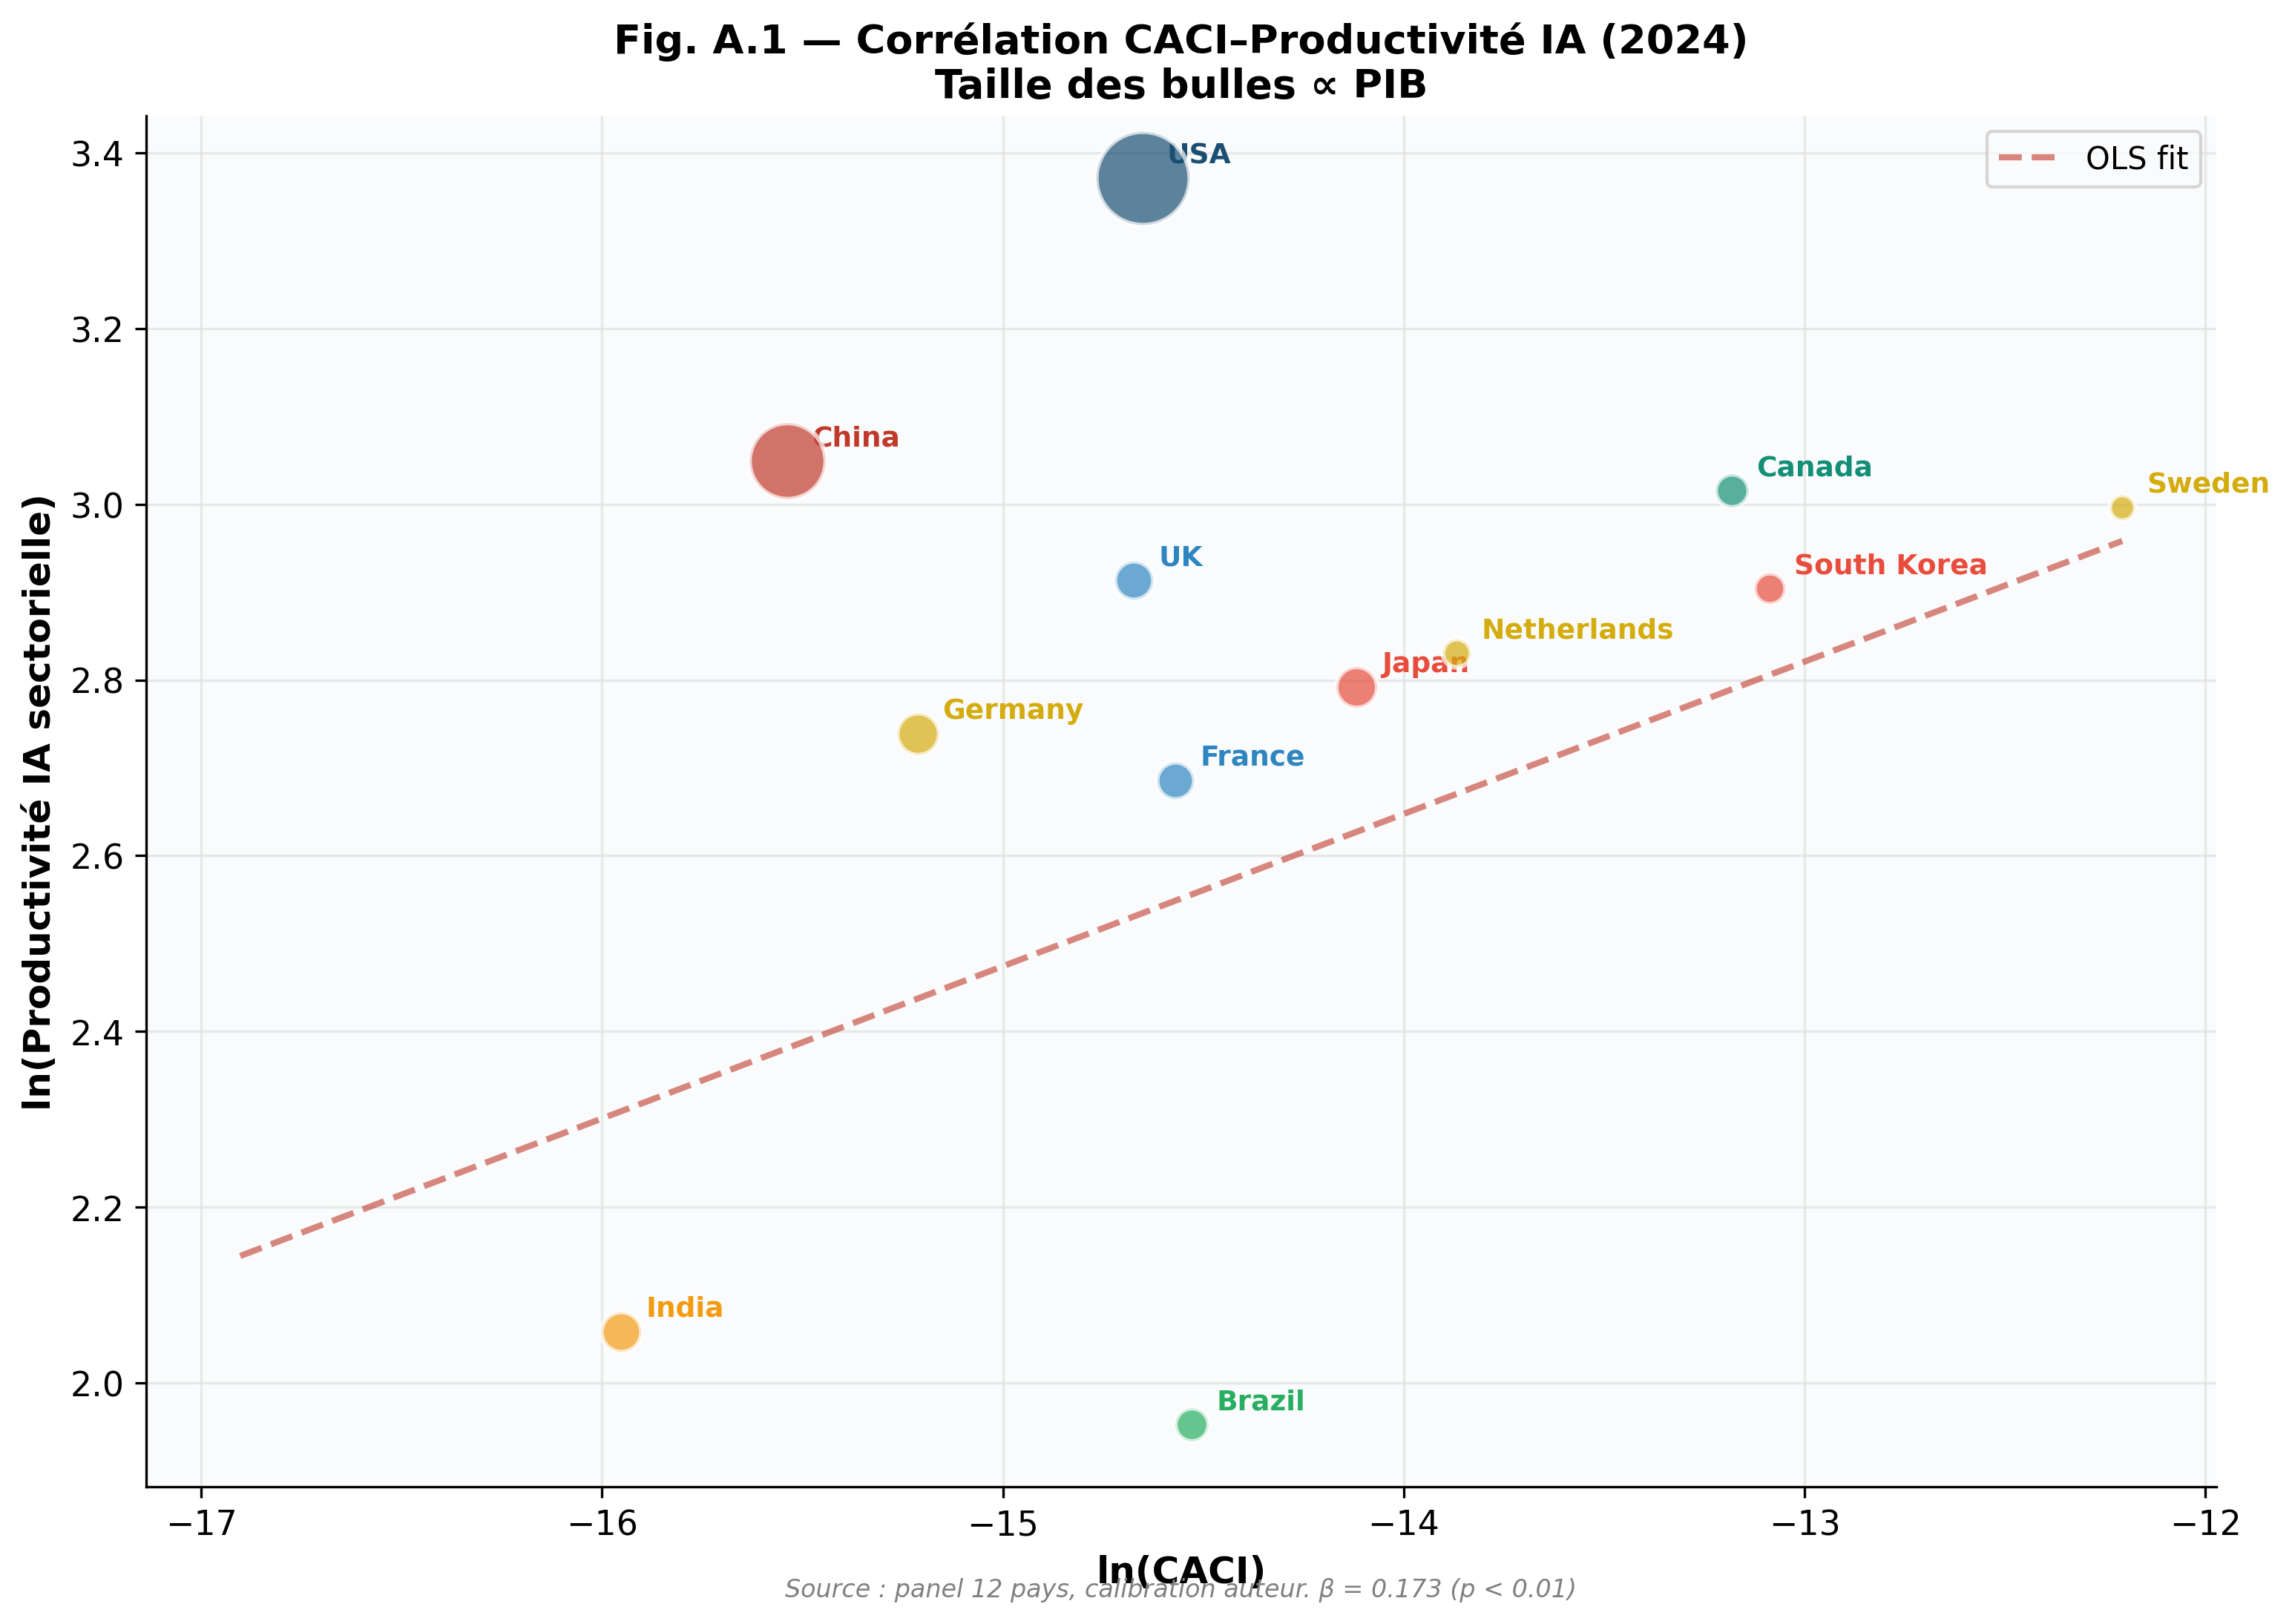 Fig. A.1 — Corrélation CACI–Productivité IA (2024)
Taille des bulles ∝ PIB
OLS fit
ln(Productivité IA sectorielle)
3.4
3.2
3.0
2.8
2.6
2.4
2.2
2.0
USA
China
Canada
Sweden
UK
South Korea
Netherlands
Japan
Germany
France
India
Brazil
−17
−16
−15
−14
−13
−12
ln(CACI)
Source : panel 12 pays, calibration auteur. β = 0.173 (p < 0.01)